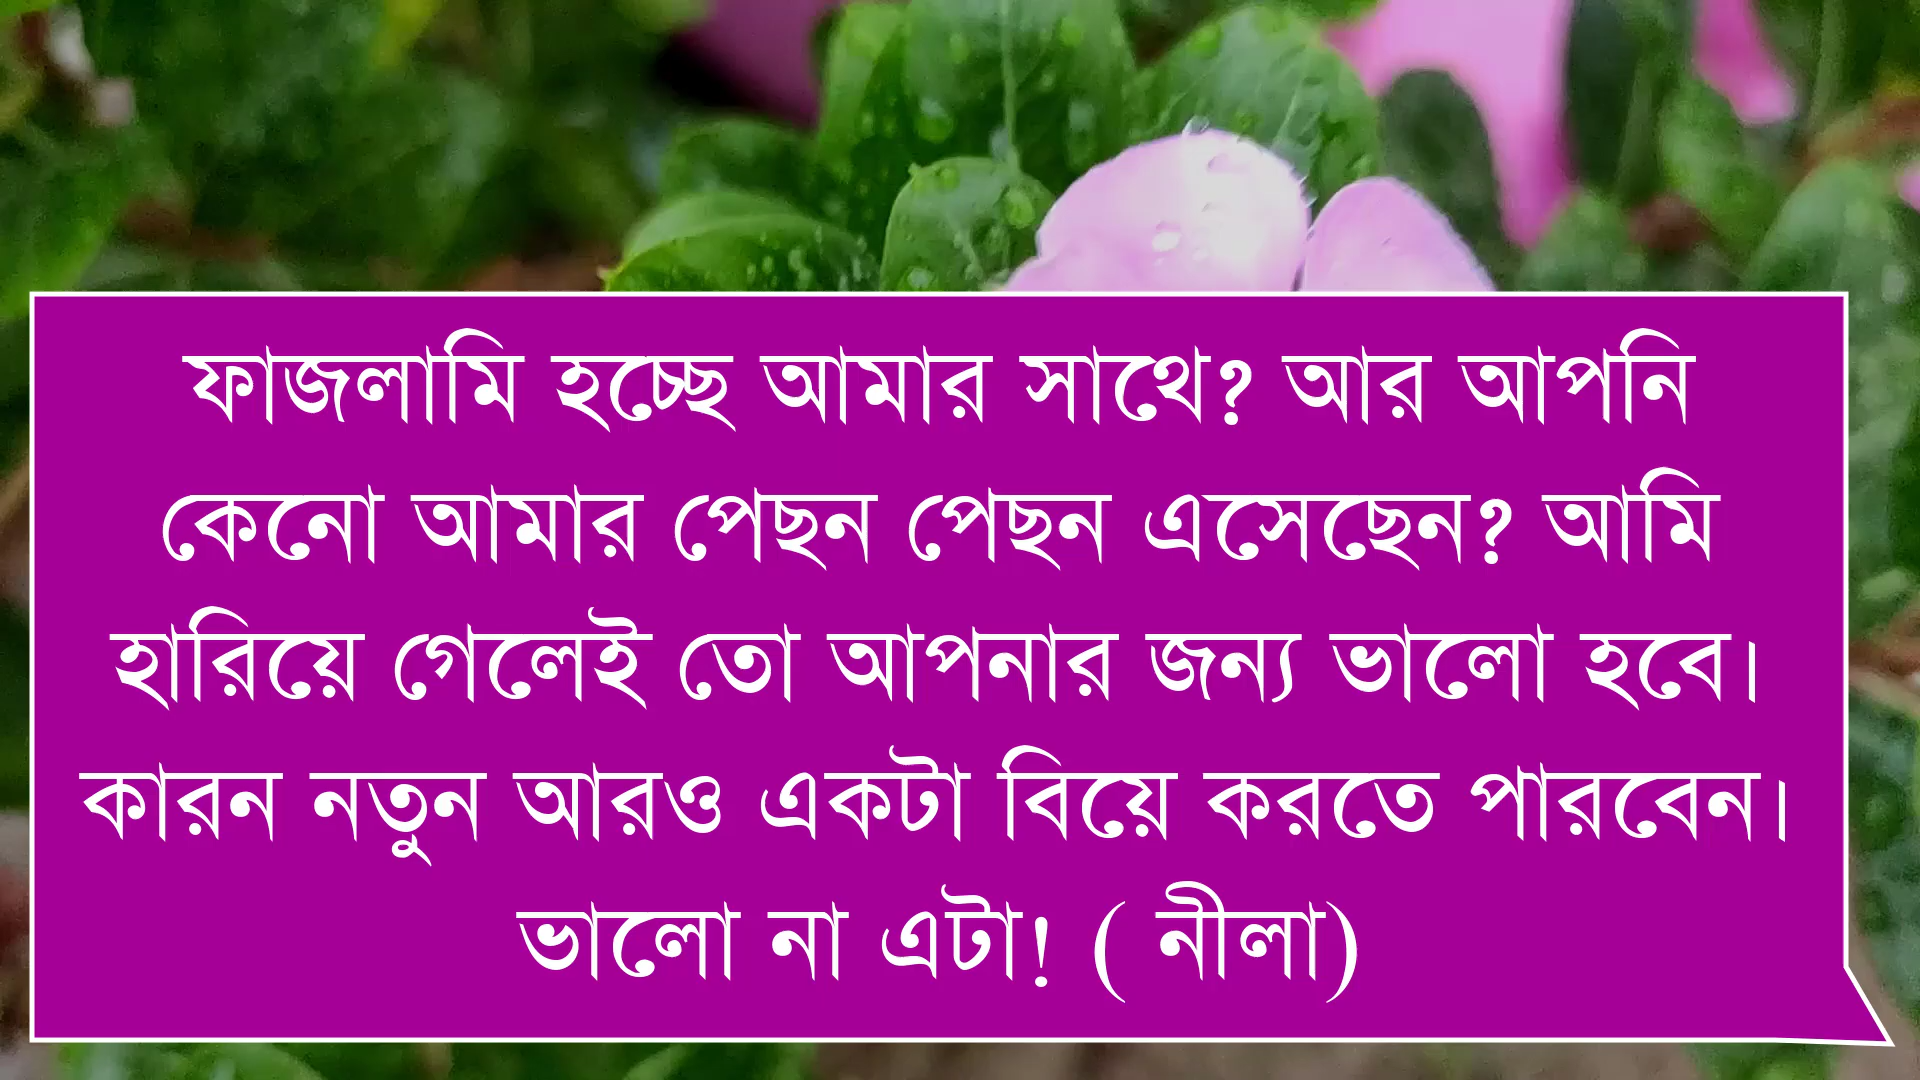 ফাজলামি হচ্ছে আমার সাথে? আর আপনি
কেনো আমার পেছন পেছন এসেছেন? আমি
হারিয়ে গেলেই তো আপনার জন্য ভালো হবে।
কারন নতুন আরও একটা বিয়ে করতে পারবেন।
ভালো না এটা! ( নীলা)